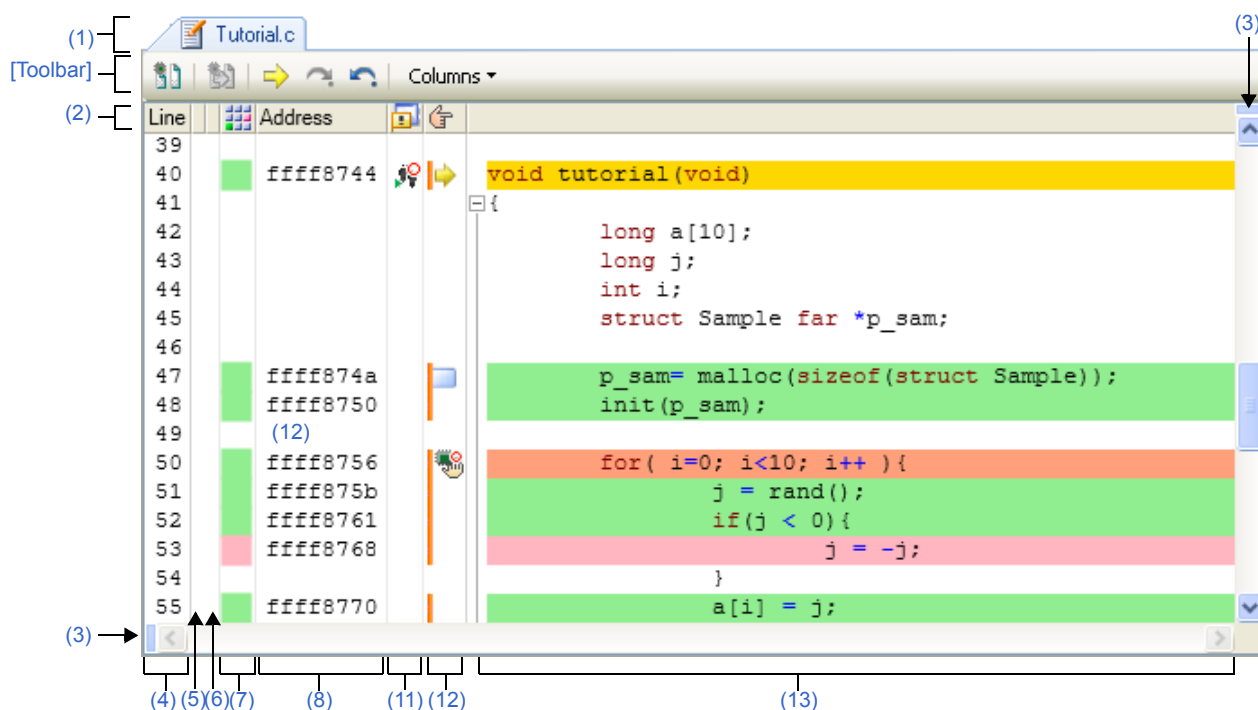 (1) Tutorial.c (3)
[Toolbar] Columns
(2) Line Address
39
40 ffff8744 void tutorial(void)
41 {
42 long a[10];
43 long j;
44 int i;
45 struct Sample far *p_sam;
46
47 ffff874a p_sam= malloc(sizeof(struct Sample));
48 ffff8750 init(p_sam);
49 (12)
50 ffff8756 for( i=0; i<10; i++ ){
51 ffff875b j = rand();
52 ffff8761 if(j < 0){
53 ffff8768 j = -j;
54 }
55 ffff8770 a[i] = j;
(3)
(4) (5) (6) (7) (8) (11) (12) (13)